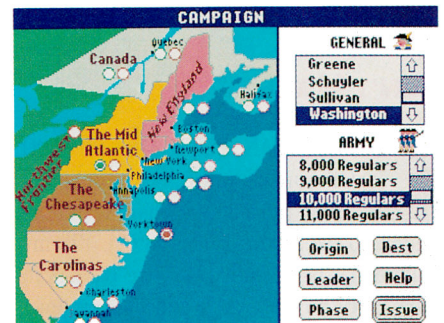 CAMPAIGN
Quebec
Canada
New England
Halifax
Northwest
Frontier
The Mid
Atlantic
Boston
Newport
New York
Philadelphia
The
Chesapeake
Annapolis
Yorktown
The
Carolinas
Charleston
Savannah
GENERAL
Greene
Schuyler
Sullivan
Washington
ARMY
8,000 Regulars
9,000 Regulars
10,000 Regulars
11,000 Regulars
Origin
Dest
Leader
Help
Phase
Issue